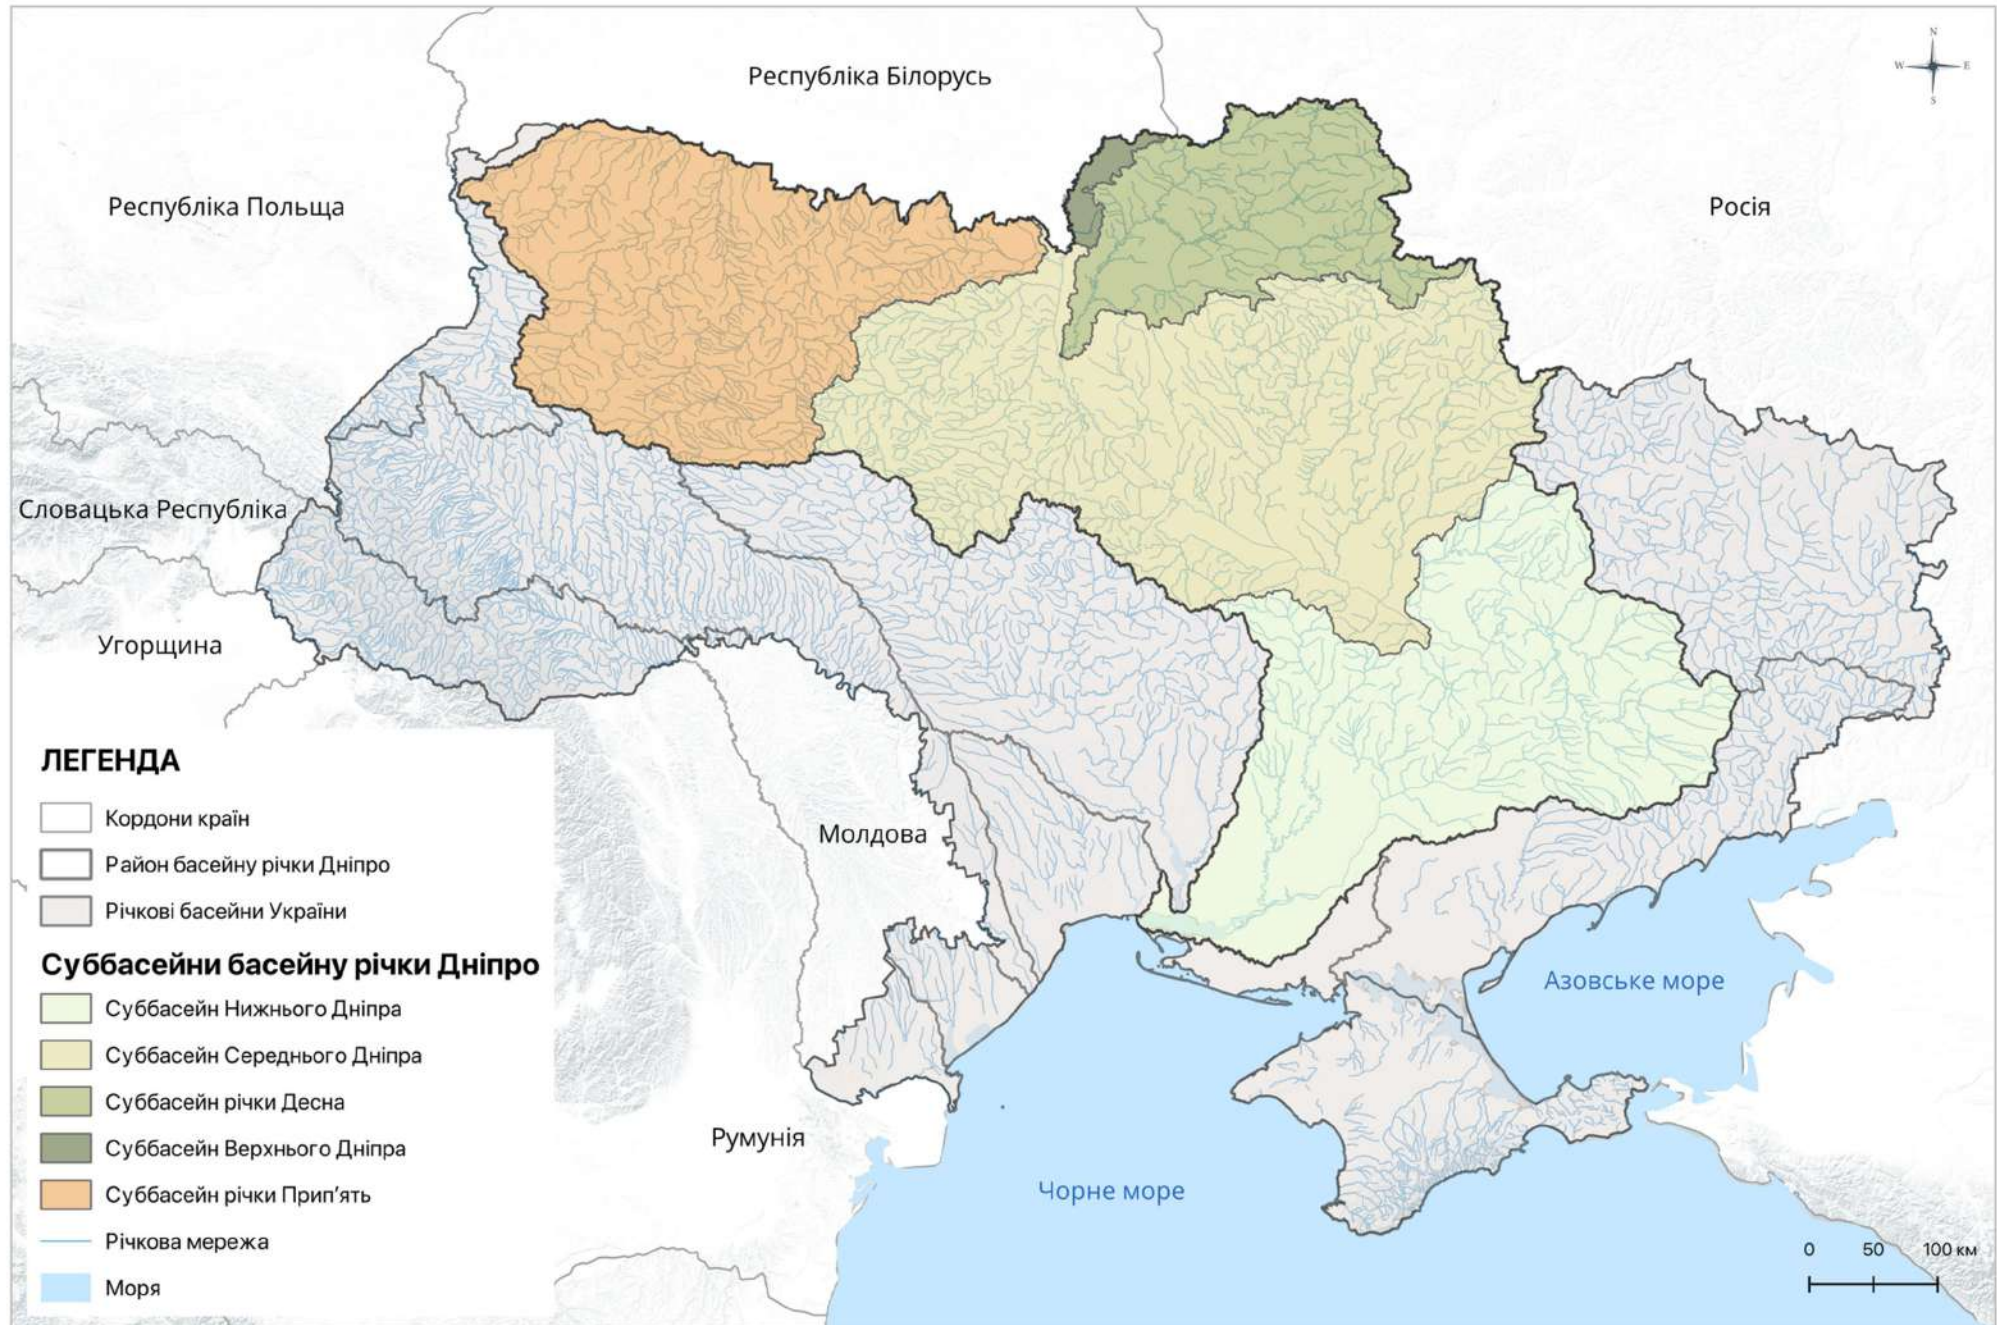 N
W E
S
Республіка Білорусь
Республіка Польща
Росія
Словацька Республіка
Угорщина
Молдова
Румунія
Азовське море
Чорне море
ЛЕГЕНДА
Кордони країн
Район басейну річки Дніпро
Річкові басейни України
Суббасейни басейну річки Дніпро
Суббасейн Нижнього Дніпра
Суббасейн Середнього Дніпра
Суббасейн річки Десна
Суббасейн Верхнього Дніпра
Суббасейн річки Прип’ять
Річкова мережа
Моря
0 50 100 км